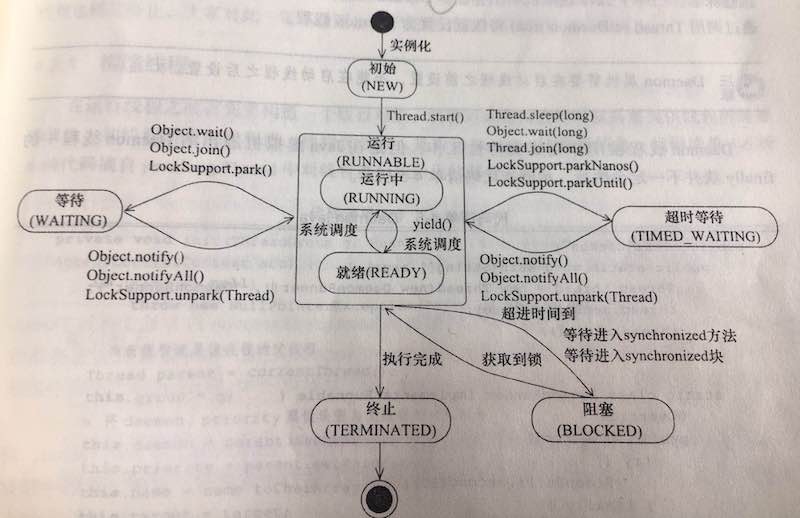 实例化
初始
(NEW)
Thread.start()
Object.wait()
Object.join()
LockSupport.park()
运行
(RUNNABLE)
运行中
(RUNNING)
Thread.sleep(long)
Object.wait(long)
Thread.join(long)
LockSupport.parkNanos()
LockSupport.parkUntil()
等待
(WAITING)
系统调度
yield()
系统调度
超时等待
(TIMED_WAITING)
就绪(READY)
Object.notify()
Object.notifyAll()
LockSupport.unpark(Thread)
Object.notify()
Object.notifyAll()
LockSupport.unpark(Thread)
超进时间到
等待进入synchronized方法
等待进入synchronized块
执行完成
获取到锁
终止
(TERMINATED)
阻塞
(BLOCKED)